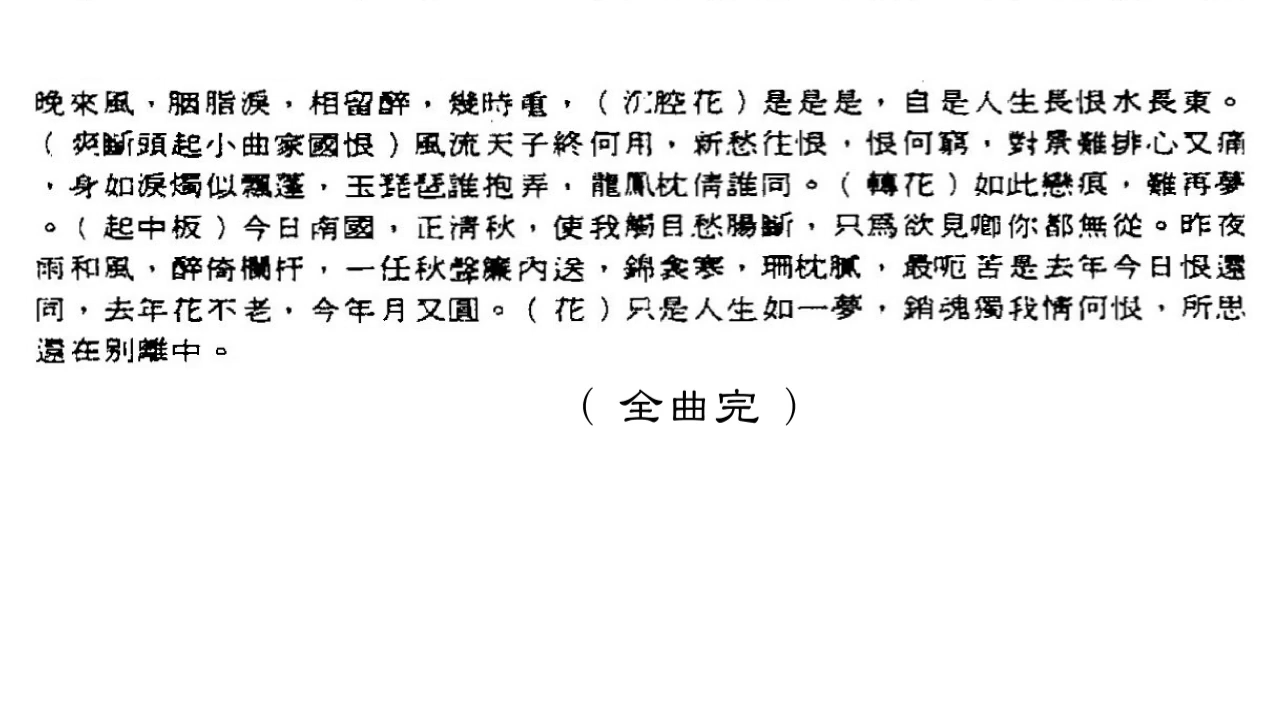 晚來風，胭脂淚，相留醉，幾時重，（沉腔花）是是是，自是人生長恨水長東。
（爽斷頭起小曲家國恨）風流天子終何用，新愁往恨，恨何窮，對景難排心又痛
，身如淚燭似飄蓬，玉琵琶誰抱弄，龍鳳枕倩誰同。（轉花）如此戀痕，難再夢
。（起中板）今日南國，正清秋，使我觸目愁腸斷，只為欲見卿你都無從。昨夜
雨和風，醉倚欄杆，一任秋聲簾內送，錦衾寒，珊枕膩，最呃苦是去年今日恨還
同，去年花不老，今年月又圓。（花）只是人生如一夢，銷魂獨我情何恨，所思
還在別離中。
（ 全曲完 ）